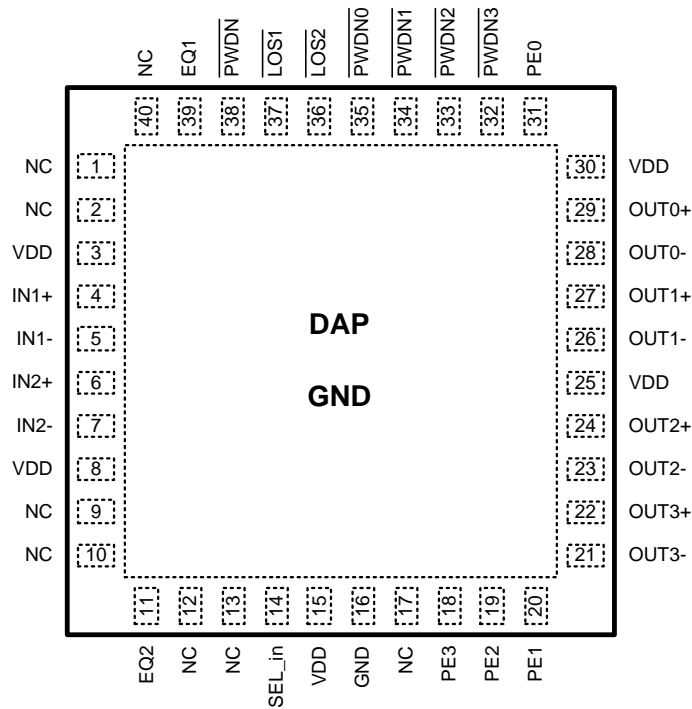 NC EQ1 PWDN LOS1 LOS2 PWDN0 PWDN1 PWDN2 PWDN3 PE0
40 39 38 37 36 35 34 33 32 31
NC 1 30 VDD
NC 2 29 OUT0+
VDD 3 28 OUT0-
IN1+ 4 27 OUT1+
IN1- 5 26 OUT1-
IN2+ 6 25 VDD
IN2- 7 24 OUT2+
VDD 8 23 OUT2-
NC 9 22 OUT3+
NC 10 21 OUT3-
DAP
GND
11 12 13 14 15 16 17 18 19 20
EQ2 NC NC SEL_in VDD GND NC PE3 PE2 PE1